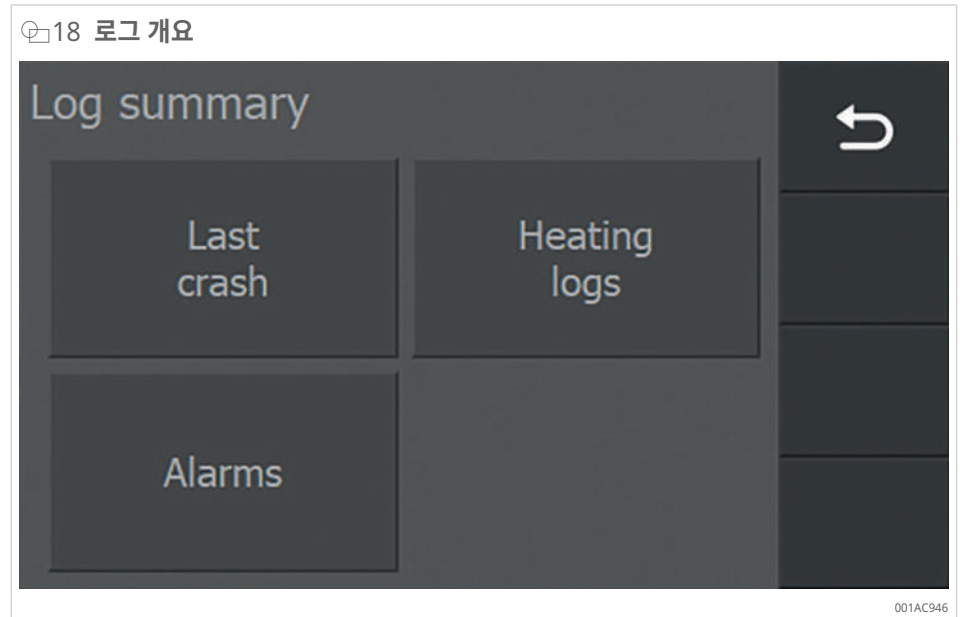 18 로그 개요
Log summary
Last
crash
Heating
logs
Alarms
001AC946